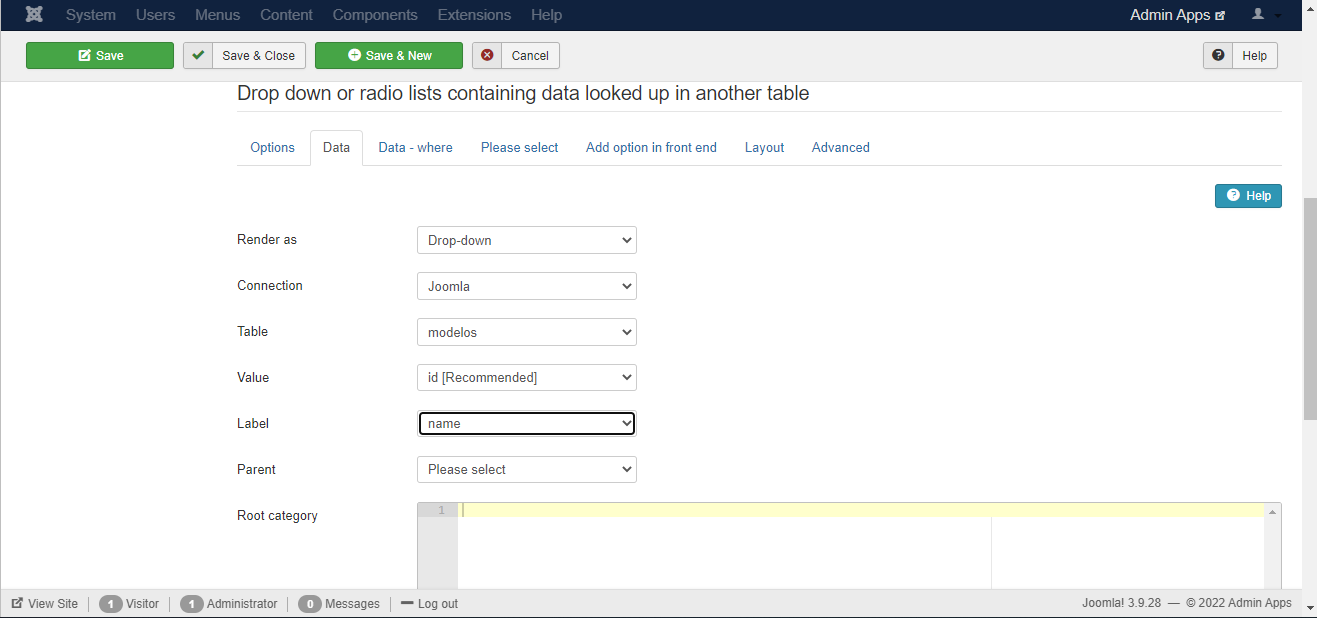 System Users Menus Content Components Extensions Help Admin Apps
Save Save & Close Save & New Cancel Help
Drop down or radio lists containing data looked up in another table
Options Data Data - where Please select Add option in front end Layout Advanced
Help
Render as Drop-down
Connection Joomla
Table modelos
Value id [Recommended]
Label name
Parent Please select
Root category 1
View Site 1 Visitor 1 Administrator 0 Messages Log out Joomla! 3.9.28 — © 2022 Admin Apps